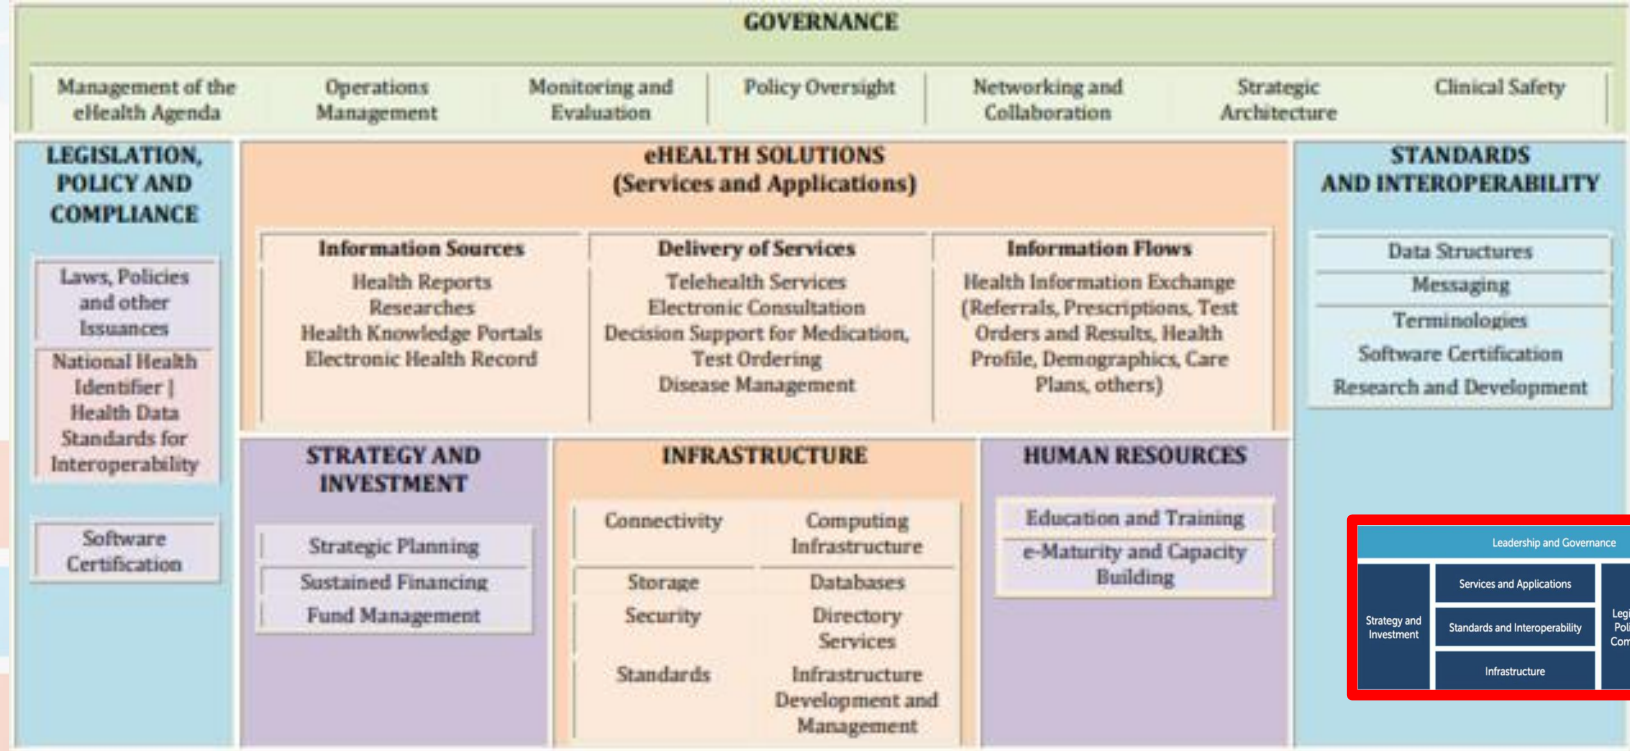 GOVERNANCE
Management of the
eHealth Agenda
Operations
Management
Monitoring and
Evaluation
Policy Oversight
Networking and
Collaboration
Strategic
Architecture
Clinical Safety
LEGISLATION,
POLICY AND
COMPLIANCE
Laws, Policies
and other
Issuances
National Health
Identifier |
Health Data
Standards for
Interoperability
Software
Certification
eHEALTH SOLUTIONS
(Services and Applications)
Information Sources
Health Reports
Researches
Health Knowledge Portals
Electronic Health Record
Delivery of Services
Telehealth Services
Electronic Consultation
Decision Support for Medication,
Test Ordering
Disease Management
Information Flows
Health Information Exchange
(Referrals, Prescriptions, Test
Orders and Results, Health
Profile, Demographics, Care
Plans, others)
STANDARDS
AND INTEROPERABILITY
Data Structures
Messaging
Terminologies
Software Certification
Research and Development
STRATEGY AND
INVESTMENT
Strategic Planning
Sustained Financing
Fund Management
INFRASTRUCTURE
Connectivity
Computing
Infrastructure
Storage
Databases
Security
Directory
Services
Standards
Infrastructure
Development and
Management
HUMAN RESOURCES
Education and Training
e-Maturity and Capacity
Building
Leadership and Governance
Strategy and
Investment
Services and Applications
Standards and Interoperability
Infrastructure